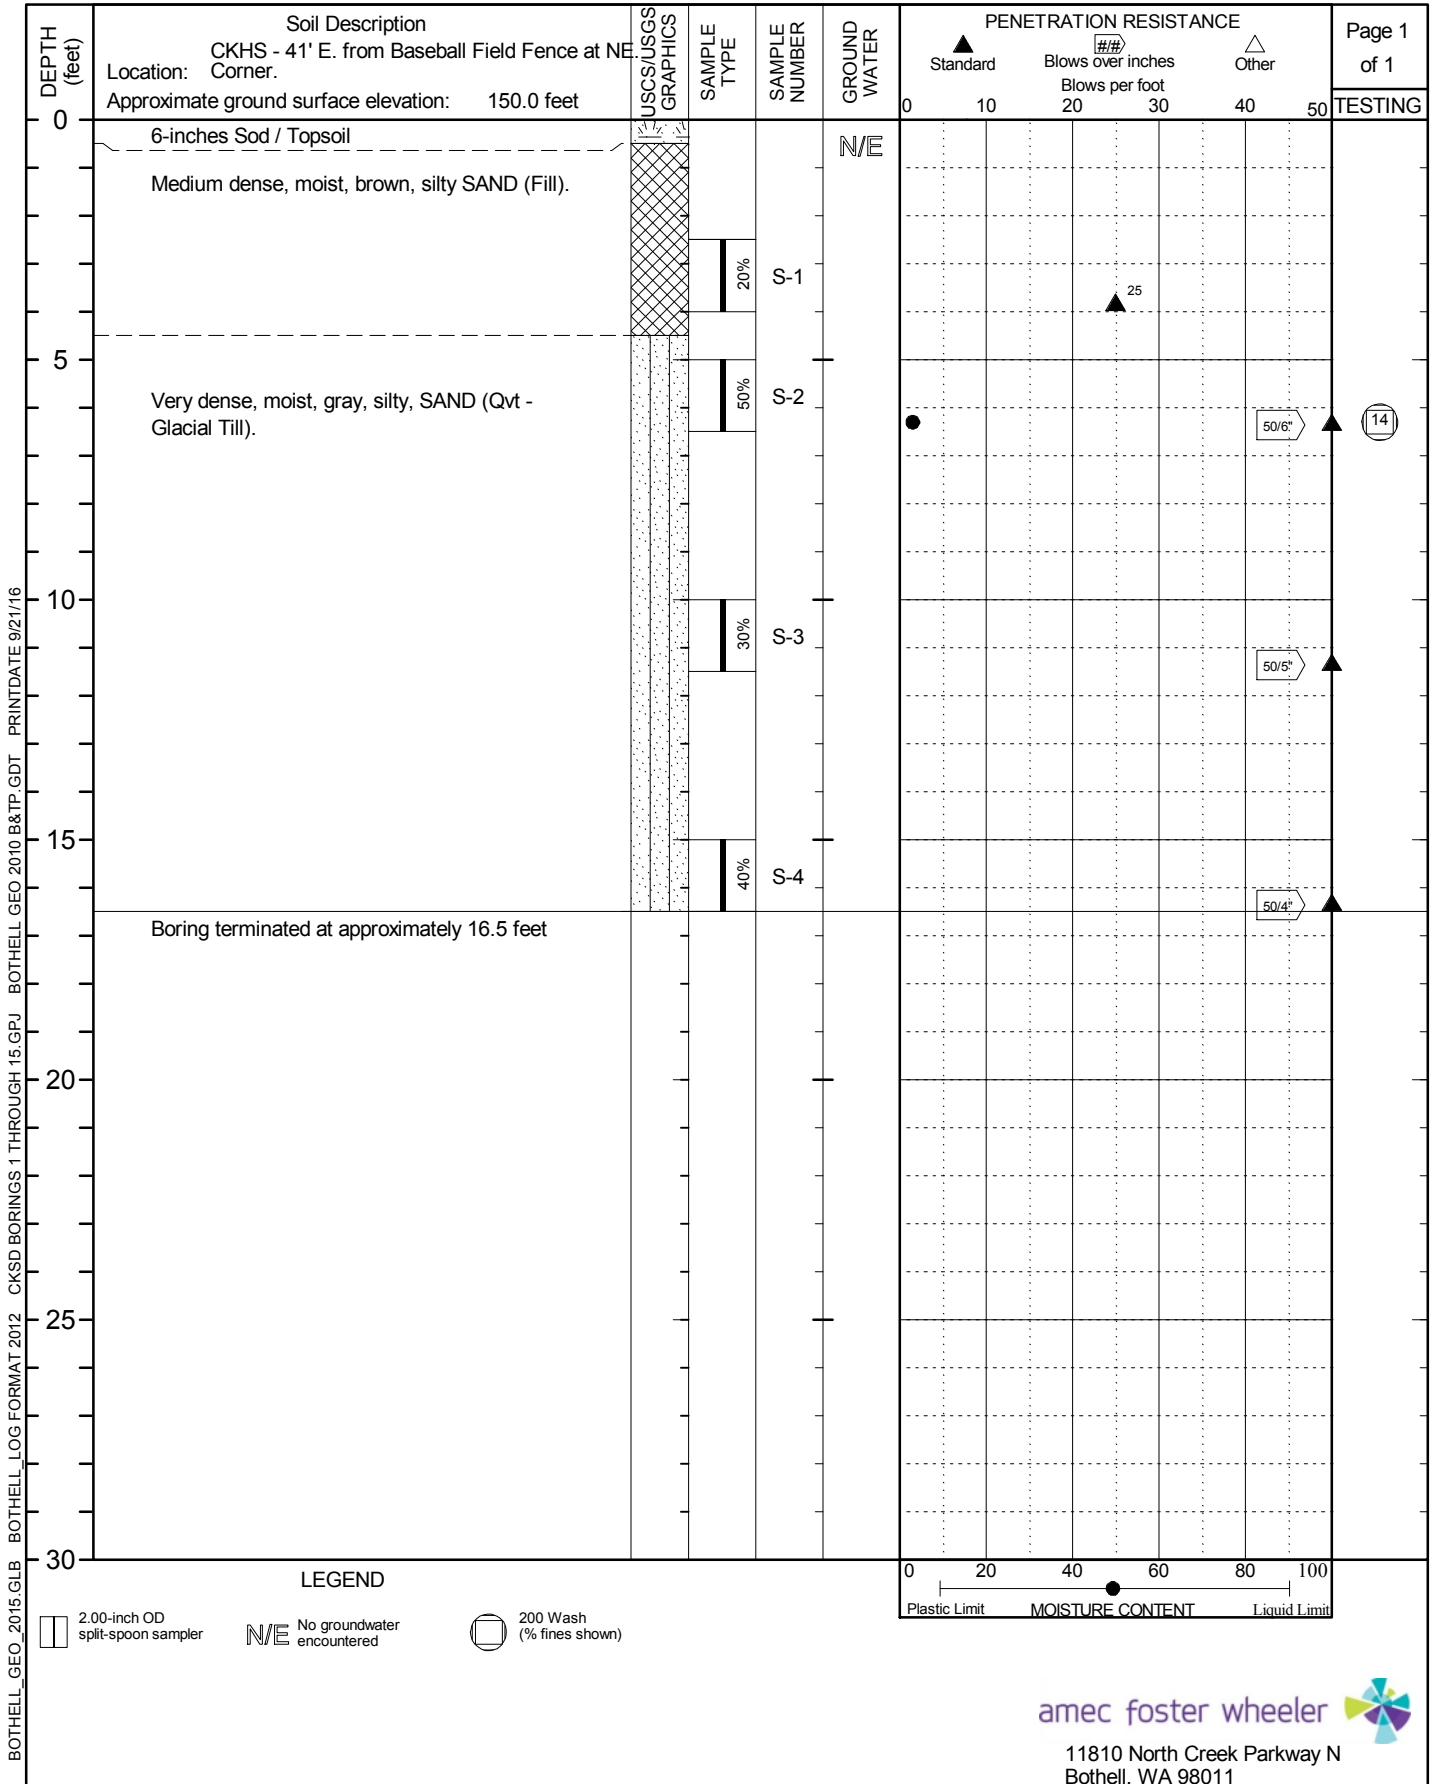 DEPTH
(feet)
Soil Description
Location: CKHS - 41' E. from Baseball Field Fence at NE.
Corner.
Approximate ground surface elevation: 150.0 feet
USCS/USGS
GRAPHICS
SAMPLE
TYPE
SAMPLE
NUMBER
GROUND
WATER
PENETRATION RESISTANCE
Standard
#/#
Blows over inches
Other
Blows per foot
0 10 20 30 40 50
Page 1
of 1
TESTING
0
6-inches Sod / Topsoil
N/E
Medium dense, moist, brown, silty SAND (Fill).
20% S-1
25
5
Very dense, moist, gray, silty, SAND (Qvt -
Glacial Till).
50% S-2
50/6"
14
10
30% S-3
50/5"
15
40% S-4
50/4"
Boring terminated at approximately 16.5 feet
20
25
30
0 20 40 60 80 100
Plastic Limit MOISTURE CONTENT Liquid Limit
LEGEND
2.00-inch OD
split-spoon sampler
N/E No groundwater
encountered
200 Wash
(% fines shown)
amec foster wheeler
11810 North Creek Parkway N
Bothell, WA 98011
BOTHELL_GEO_2015.GLB BOTHELL_LOG FORMAT 2012 CKSD BORINGS 1 THROUGH 15.GPJ BOTHELL GEO 2010 B&TP.GDT PRINTDATE 9/21/16